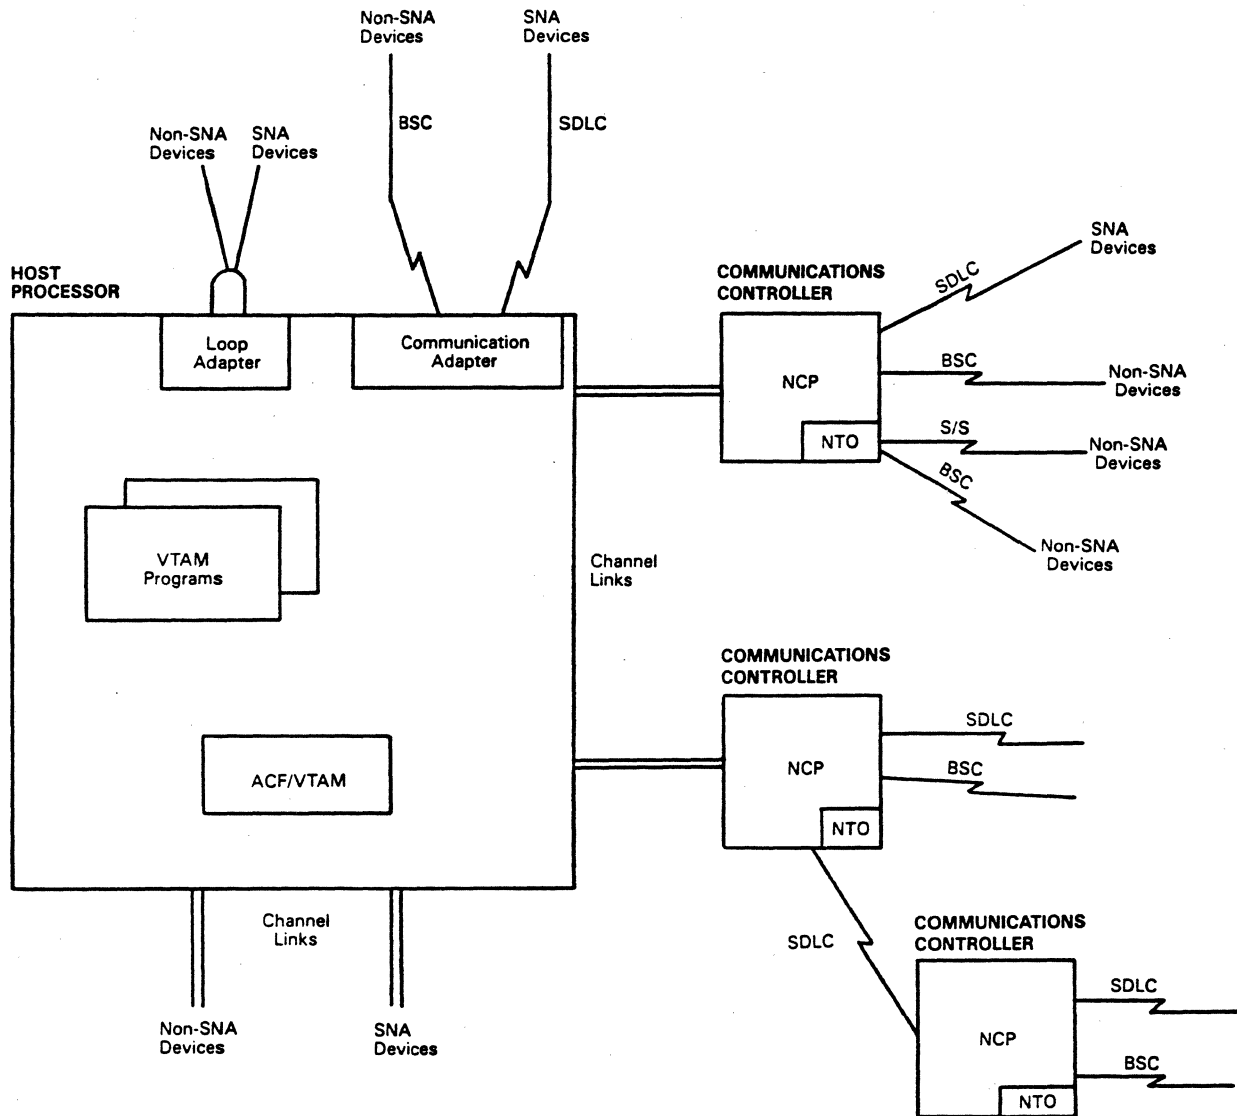 Non-SNA
Devices
SNA
Devices
BSC
SDLC
Non-SNA
Devices
SNA
Devices
HOST
PROCESSOR
Loop
Adapter
Communication
Adapter
VTAM
Programs
ACF/VTAM
Channel
Links
Non-SNA
Devices
SNA
Devices
Channel
Links
COMMUNICATIONS
CONTROLLER
NCP
NTO
SDLC
SNA
Devices
BSC
Non-SNA
Devices
S/S
Non-SNA
Devices
BSC
Non-SNA
Devices
COMMUNICATIONS
CONTROLLER
NCP
NTO
SDLC
BSC
SDLC
COMMUNICATIONS
CONTROLLER
NCP
NTO
SDLC
BSC